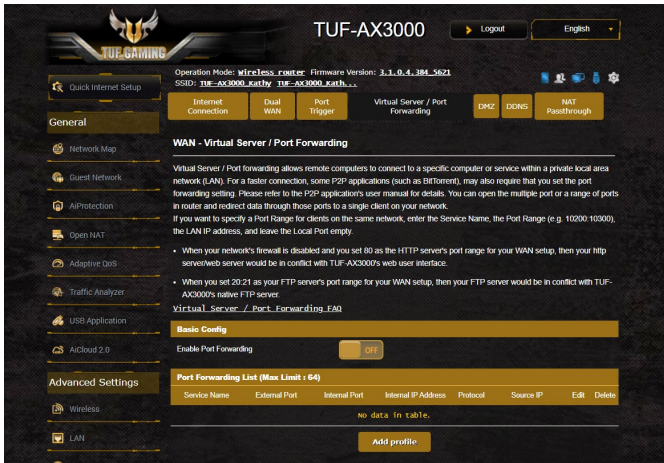 TUF-AX3000
Logout
English
TUF GAMING
Operation Mode: Wireless router Firmware Version: 3.1.0.4.384_5621
SSID: TUF-AX3000_Kathy TUF-AX3000_Kath...
Quick Internet Setup
Internet Connection
Dual WAN
Port Trigger
Virtual Server / Port Forwarding
DMZ
DDNS
NAT Passthrough
General
Network Map
Guest Network
AiProtection
Open NAT
Adaptive QoS
Traffic Analyzer
USB Application
AiCloud 2.0
Advanced Settings
Wireless
LAN
WAN - Virtual Server / Port Forwarding
Virtual Server / Port forwarding allows remote computers to connect to a specific computer or service within a private local area
network (LAN). For a faster connection, some P2P applications (such as BitTorrent), may also require that you set the port
forwarding setting. Please refer to the P2P application's user manual for details. You can open the multiple port or a range of ports
in router and redirect data through those ports to a single client on your network.
If you want to specify a Port Range for clients on the same network, enter the Service Name, the Port Range (e.g. 10200:10300),
the LAN IP address, and leave the Local Port empty.
• When your network's firewall is disabled and you set 80 as the HTTP server's port range for your WAN setup, then your http
server/web server would be in conflict with TUF-AX3000's web user interface.
• When you set 20:21 as your FTP server's port range for your WAN setup, then your FTP server would be in conflict with TUF-
AX3000's native FTP server.
Virtual Server / Port Forwarding FAQ
Basic Config
Enable Port Forwarding
OFF
Port Forwarding List (Max Limit : 64)
Service Name External Port Internal Port Internal IP Address Protocol Source IP Edit Delete
No data in table.
Add profile